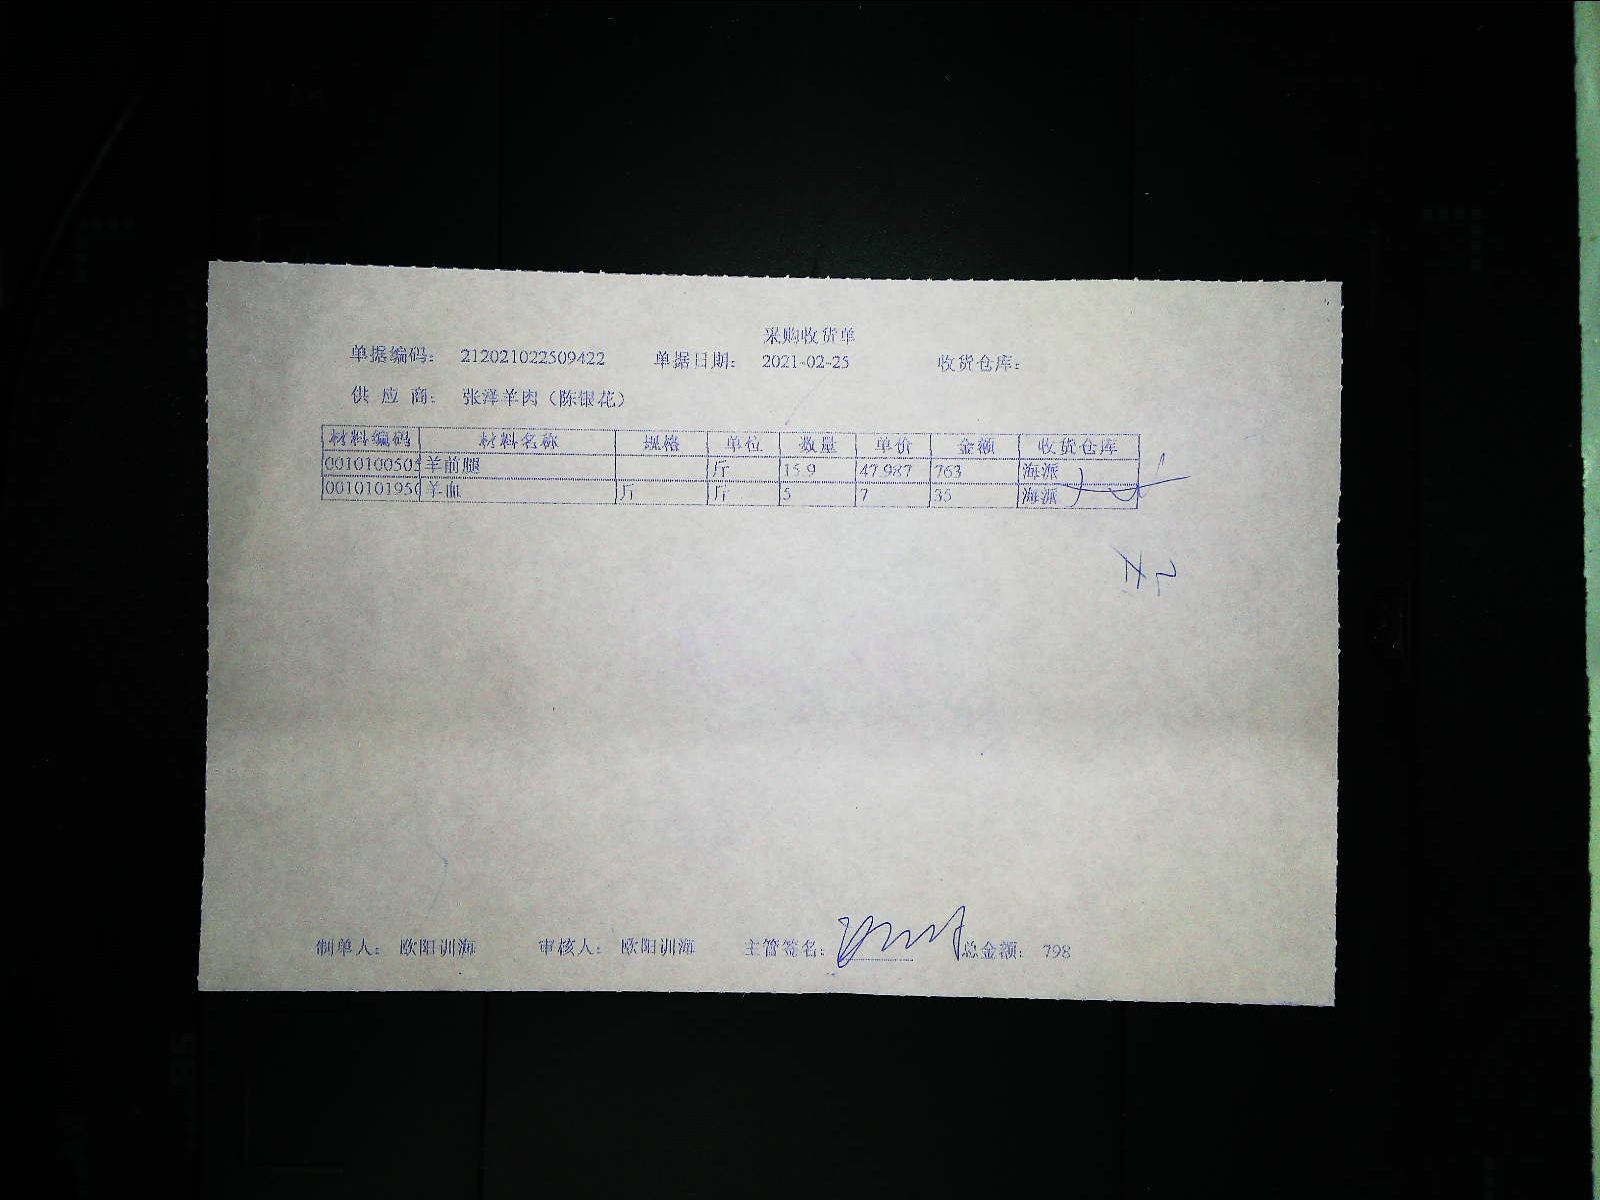 采购收货单
单据编码： 212021022509422 单据日期： 2021-02-25 收货仓库：
供 应 商： 张泽羊肉（陈银花）
材料编码 材料名称 规格 单位 数量 单价 金额 收货仓库
0010100505 羊前腿 斤 15.9 47.987 763 海派
0010101950 羊血 斤 斤 5 7 35 海派
制单人： 欧阳训海 审核人： 欧阳训海 主管签名： 总金额： 798